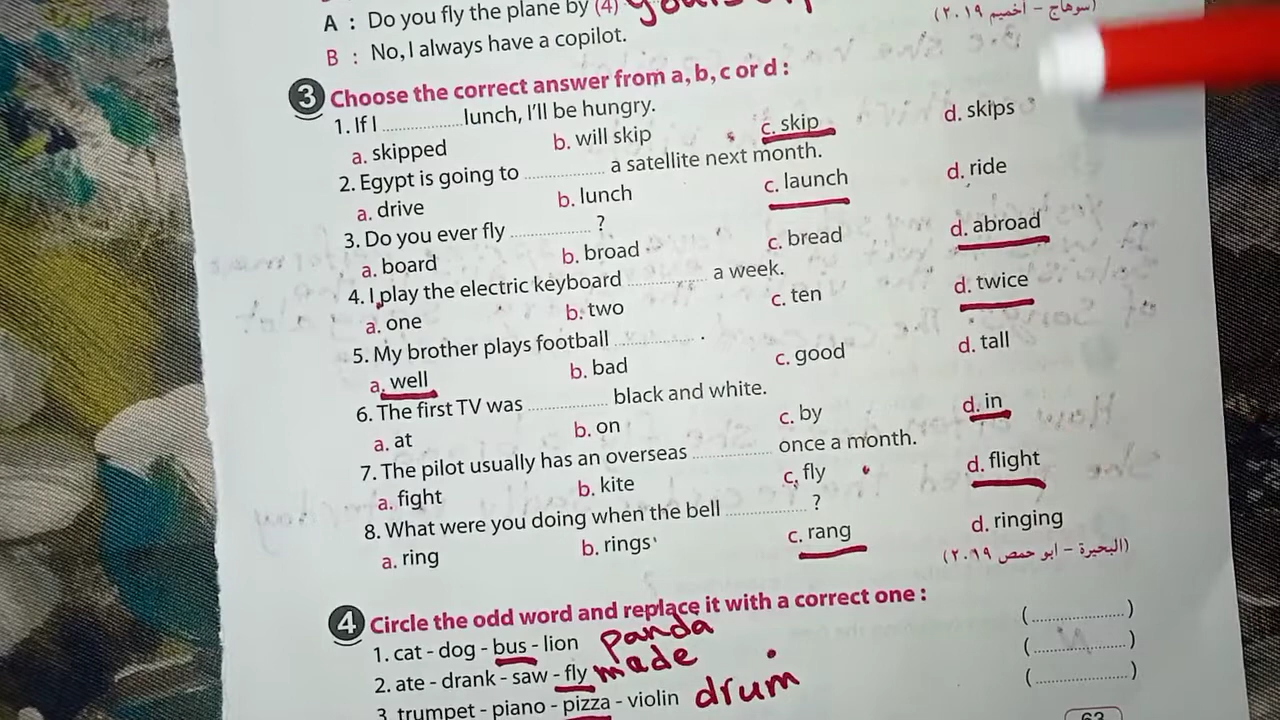 A : Do you fly the plane by (4)
B : No, I always have a copilot.
(سوهاج – أخميم ٢٠١٩)
3 Choose the correct answer from a, b, c or d :
1. If I .................. lunch, I'll be hungry.
a. skipped b. will skip c. skip d. skips
2. Egypt is going to .................. a satellite next month.
a. drive b. lunch c. launch d. ride
3. Do you ever fly .................. ?
a. board b. broad c. bread d. abroad
4. I play the electric keyboard .................. a week.
a. one b. two c. ten d. twice
5. My brother plays football .................. .
a. well b. bad c. good d. tall
6. The first TV was .................. black and white.
a. at b. on c. by d. in
7. The pilot usually has an overseas .................. once a month.
a. fight b. kite c. fly d. flight
8. What were you doing when the bell .................. ?
a. ring b. rings c. rang d. ringing
(البحيرة – ابو حمص ٢٠١٩)
4 Circle the odd word and replace it with a correct one :
1. cat - dog - bus - lion panda (..................)
2. ate - drank - saw - fly made (..................)
3. trumpet - piano - pizza - violin drum (..................)
63